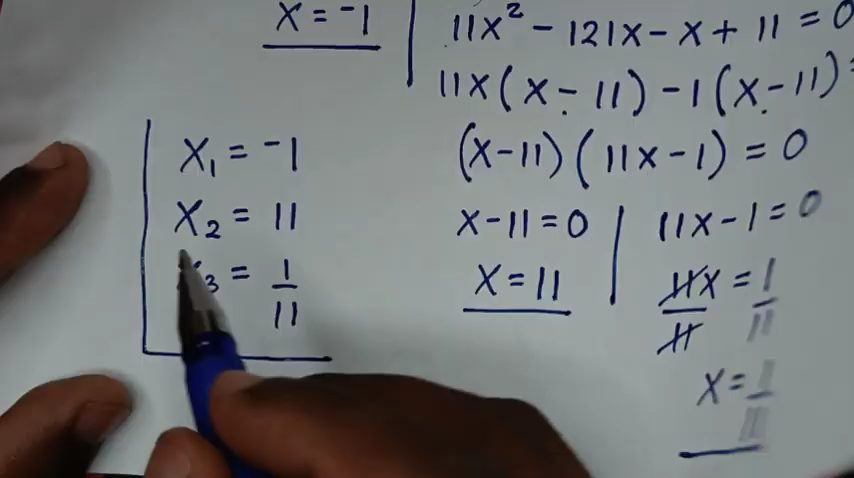 x = -1
11x² - 121x - x + 11 = 0
11x(x - 11) - 1(x - 11) =
(x - 11)(11x - 1) = 0
x - 11 = 0 | 11x - 1 = 0
x = 11
11x/11 = 1/11
x = 1/11
x₁ = -1
x₂ = 11
x₃ = 1/11